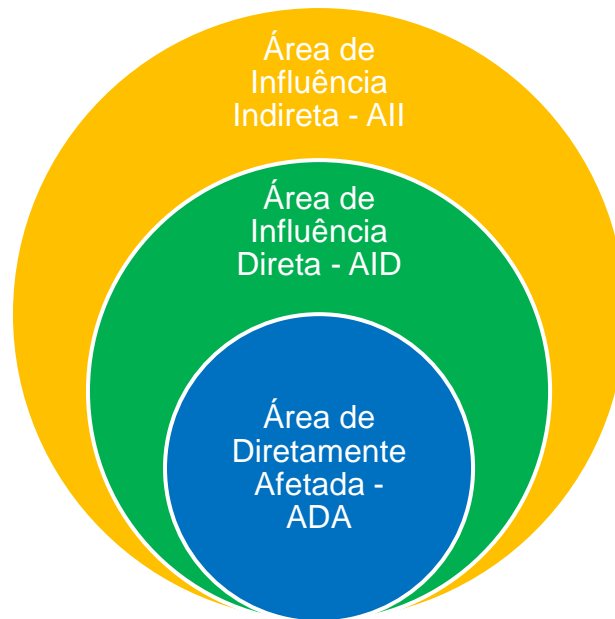 Área de
Influência
Indireta - AII
Área de
Influência
Direta - AID
Área de
Diretamente
Afetada -
ADA